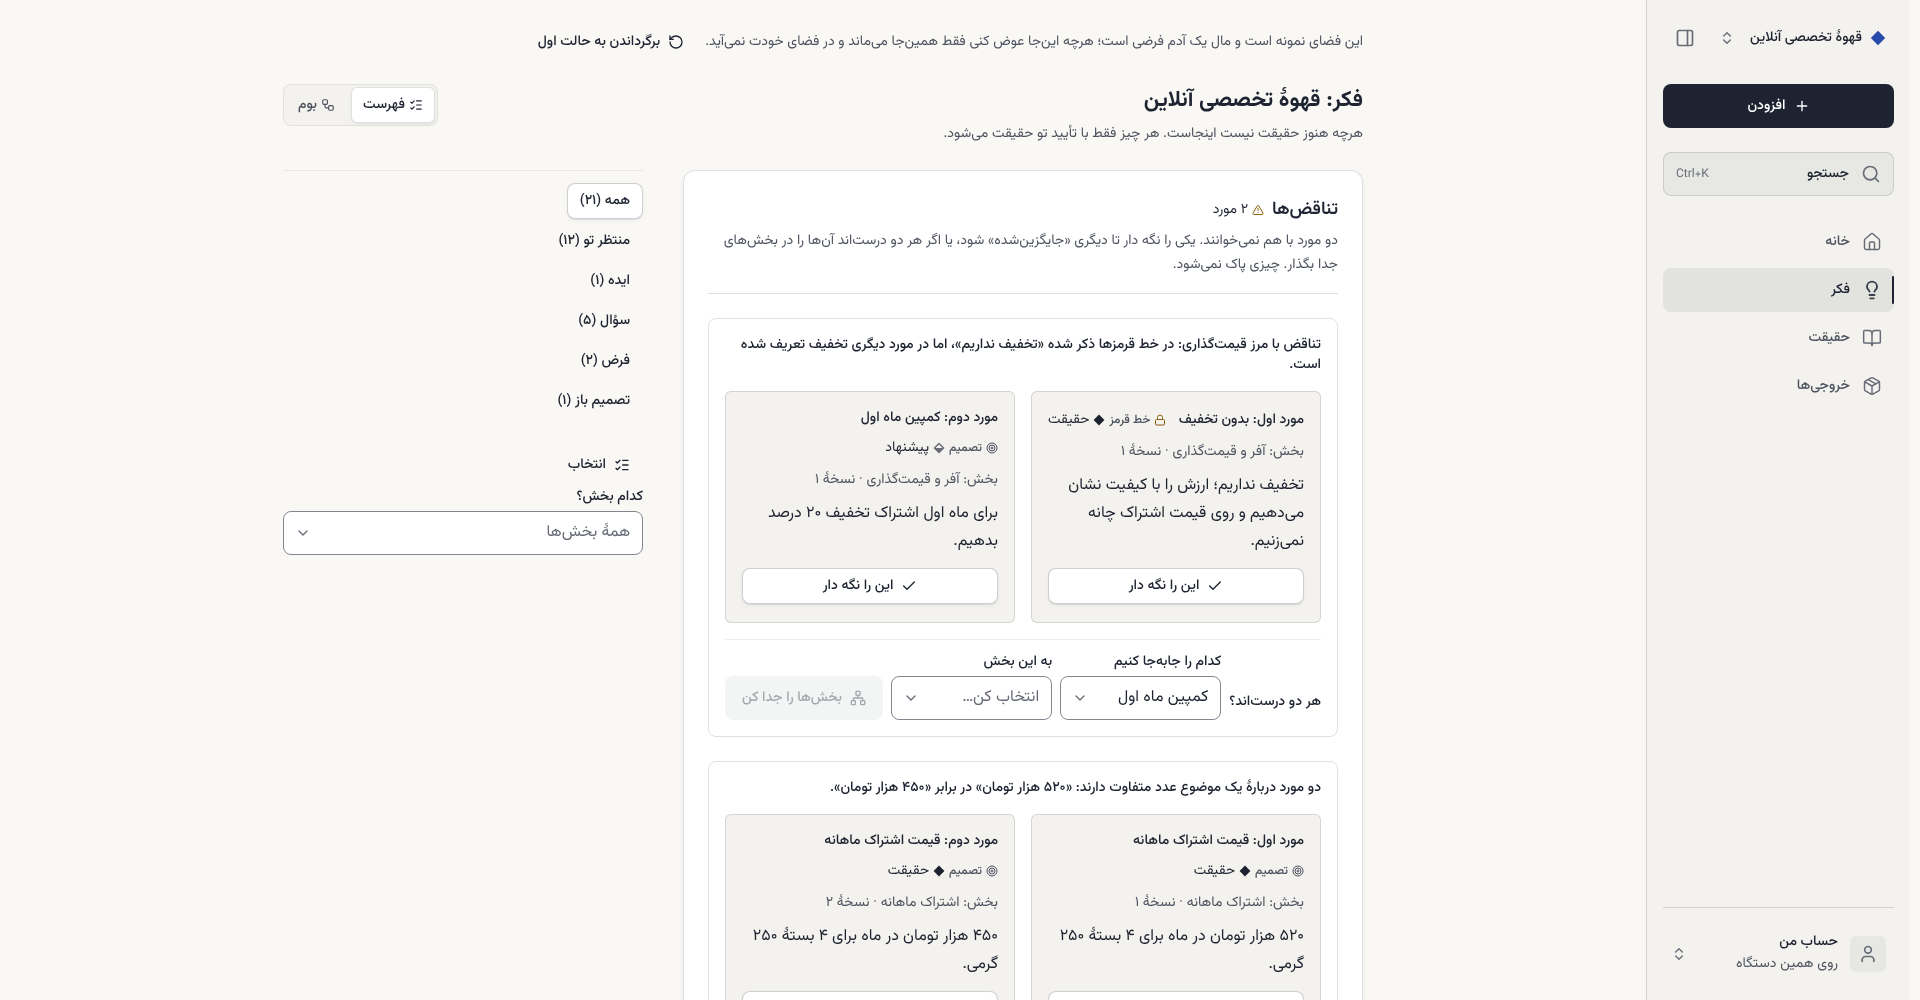 قهوهٔ تخصصی آنلاین
افزودن
جستجو
Ctrl+K
خانه
فکر
حقیقت
خروجی‌ها
حساب من
روی همین دستگاه
این فضای نمونه است و مال یک آدم فرضی است؛ هرچه این‌جا عوض کنی فقط همین‌جا می‌ماند و در فضای خودت نمی‌آید.
برگرداندن به حالت اول
فکر: قهوهٔ تخصصی آنلاین
هرچه هنوز حقیقت نیست اینجاست. هر چیز فقط با تأیید تو حقیقت می‌شود.
فهرست
بوم
تناقض‌ها
۲ مورد
دو مورد با هم نمی‌خوانند. یکی را نگه دار تا دیگری «جایگزین‌شده» شود، یا اگر هر دو درست‌اند آن‌ها را در بخش‌های
جدا بگذار. چیزی پاک نمی‌شود.
تناقض با مرز قیمت‌گذاری: در خط قرمزها ذکر شده «تخفیف نداریم»، اما در مورد دیگری تخفیف تعریف شده
است.
مورد اول: بدون تخفیف
خط قرمز
حقیقت
بخش: آفر و قیمت‌گذاری · نسخهٔ ۱
تخفیف نداریم؛ ارزش را با کیفیت نشان
می‌دهیم و روی قیمت اشتراک چانه
نمی‌زنیم.
این را نگه دار
مورد دوم: کمپین ماه اول
تصمیم
پیشنهاد
بخش: آفر و قیمت‌گذاری · نسخهٔ ۱
برای ماه اول اشتراک تخفیف ۲۰ درصد
بدهیم.
این را نگه دار
هر دو درست‌اند؟
کدام را جابه‌جا کنیم
کمپین ماه اول
به این بخش
انتخاب کن…
بخش‌ها را جدا کن
دو مورد دربارهٔ یک موضوع عدد متفاوت دارند: «۵۲۰ هزار تومان» در برابر «۴۵۰ هزار تومان».
مورد اول: قیمت اشتراک ماهانه
تصمیم
حقیقت
بخش: اشتراک ماهانه · نسخهٔ ۱
۵۲۰ هزار تومان در ماه برای ۴ بستهٔ ۲۵۰
گرمی.
مورد دوم: قیمت اشتراک ماهانه
تصمیم
حقیقت
بخش: اشتراک ماهانه · نسخهٔ ۲
۴۵۰ هزار تومان در ماه برای ۴ بستهٔ ۲۵۰
گرمی.
همه (۲۱)
منتظر تو (۱۲)
ایده (۱)
سؤال (۵)
فرض (۲)
تصمیم باز (۱)
انتخاب
کدام بخش؟
همهٔ بخش‌ها